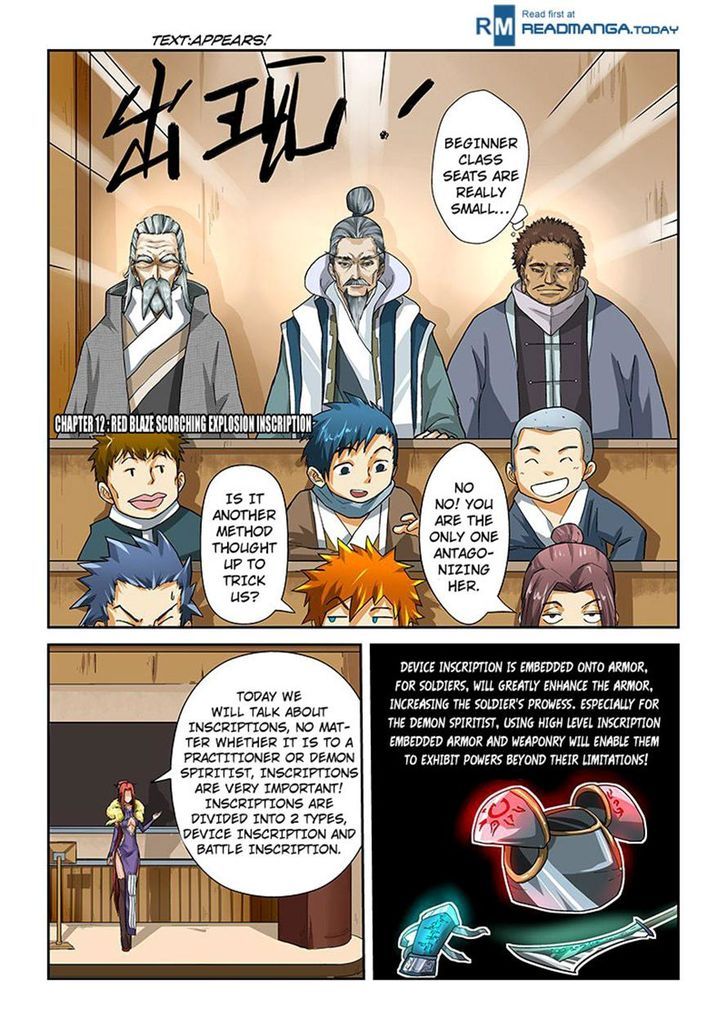 Read first at
RM READMANGA.TODAY
TEXT:APPEARS!
出现!
BEGINNER
CLASS
SEATS ARE
REALLY
SMALL...
CHAPTER 12 : RED BLAZE SCORCHING EXPLOSION INSCRIPTION
IS IT
ANOTHER
METHOD
THOUGHT
UP TO
TRICK
US?
NO
NO! YOU
ARE THE
ONLY ONE
ANTAGO-
NIZING
HER.
TODAY WE
WILL TALK ABOUT
INSCRIPTIONS, NO MAT-
TER WHETHER IT IS TO A
PRACTITIONER OR DEMON
SPIRITIST, INSCRIPTIONS
ARE VERY IMPORTANT!
INSCRIPTIONS ARE
DIVIDED INTO 2 TYPES,
DEVICE INSCRIPTION AND
BATTLE INSCRIPTION.
DEVICE INSCRIPTION IS EMBEDDED ONTO ARMOR,
FOR SOLDIERS, WILL GREATLY ENHANCE THE ARMOR,
INCREASING THE SOLDIER'S PROWESS. ESPECIALLY FOR
THE DEMON SPIRITIST, USING HIGH LEVEL INSCRIPTION
EMBEDDED ARMOR AND WEAPONRY WILL ENABLE THEM
TO EXHIBIT POWERS BEYOND THEIR LIMITATIONS!